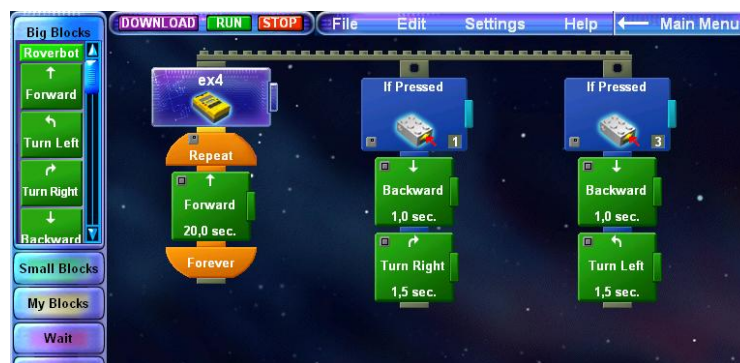 Big Blocks
DOWNLOAD RUN STOP File Edit Settings Help Main Menu
Roverbot
Forward
Turn Left
Turn Right
Backward
Small Blocks
My Blocks
Wait
ex4
Repeat
Forward
20,0 sec.
Forever
If Pressed
1
Backward
1,0 sec.
Turn Right
1,5 sec.
If Pressed
3
Backward
1,0 sec.
Turn Left
1,5 sec.